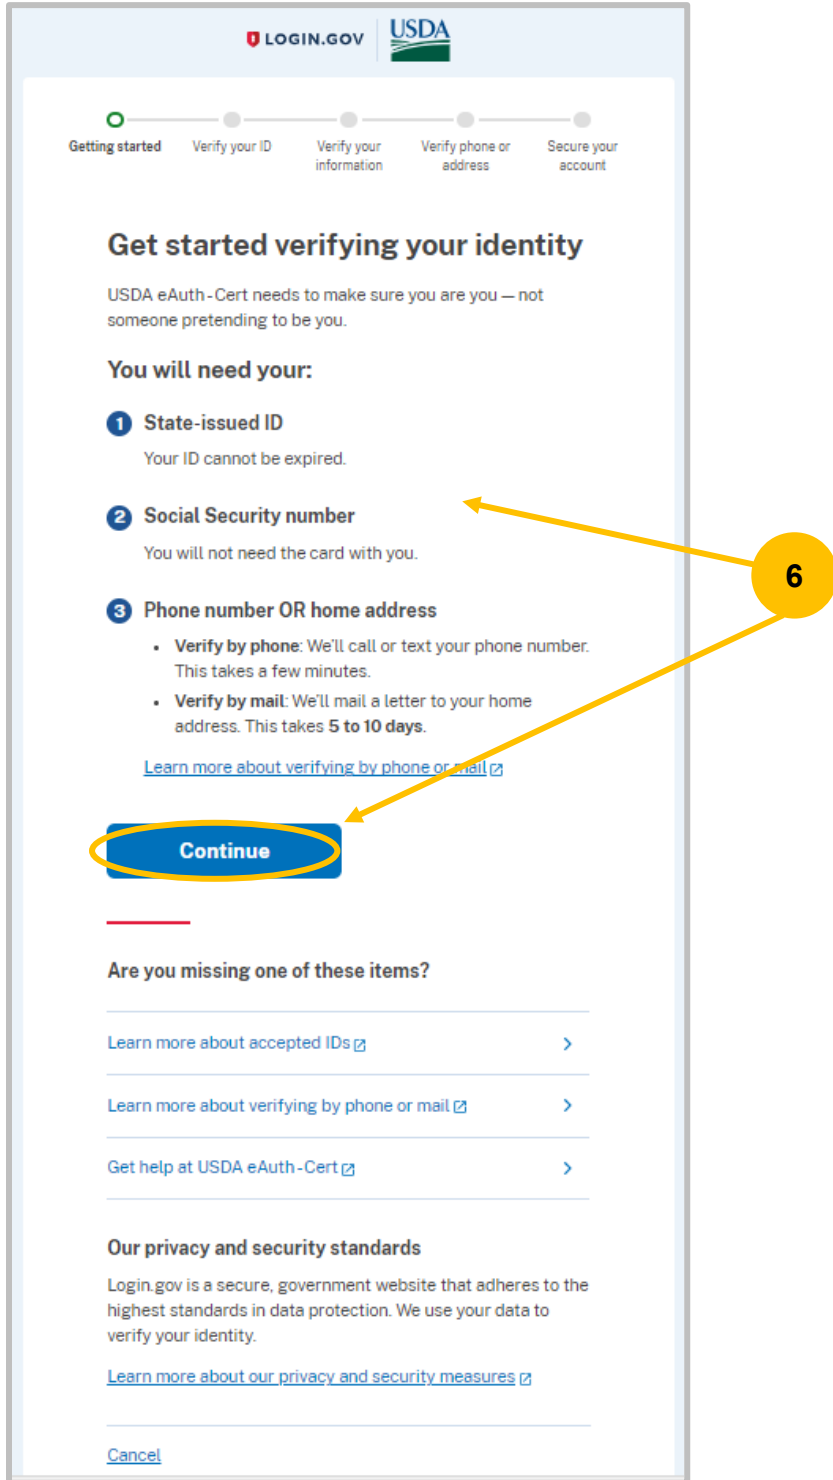 LOGIN.GOV USDA
Getting started Verify your ID Verify your information Verify phone or address Secure your account
Get started verifying your identity
USDA eAuth-Cert needs to make sure you are you — not
someone pretending to be you.
You will need your:
1 State-issued ID
Your ID cannot be expired.
2 Social Security number
You will not need the card with you.
6
3 Phone number OR home address
• Verify by phone: We'll call or text your phone number.
This takes a few minutes.
• Verify by mail: We'll mail a letter to your home
address. This takes 5 to 10 days.
Learn more about verifying by phone or mail
Continue
Are you missing one of these items?
Learn more about accepted IDs
Learn more about verifying by phone or mail
Get help at USDA eAuth-Cert
Our privacy and security standards
Login.gov is a secure, government website that adheres to the
highest standards in data protection. We use your data to
verify your identity.
Learn more about our privacy and security measures
Cancel